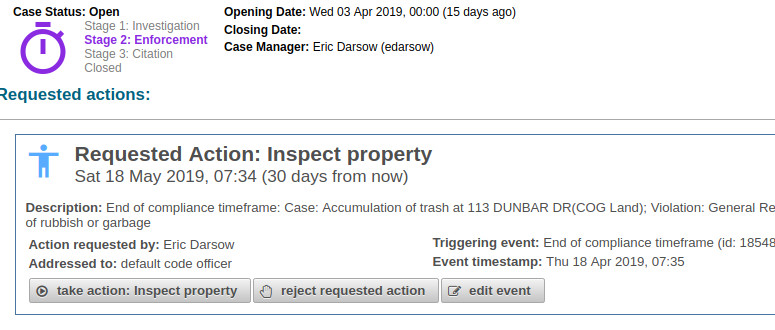 Case Status: Open
Stage 1: Investigation
Stage 2: Enforcement
Stage 3: Citation
Closed
Opening Date: Wed 03 Apr 2019, 00:00 (15 days ago)
Closing Date:
Case Manager: Eric Darsow (edarsow)
Requested actions:
Requested Action: Inspect property
Sat 18 May 2019, 07:34 (30 days from now)
Description: End of compliance timeframe: Case: Accumulation of trash at 113 DUNBAR DR(COG Land); Violation: General Re
of rubbish or garbage
Action requested by: Eric Darsow
Addressed to: default code officer
Triggering event: End of compliance timeframe (id: 18548
Event timestamp: Thu 18 Apr 2019, 07:35
take action: Inspect property
reject requested action
edit event